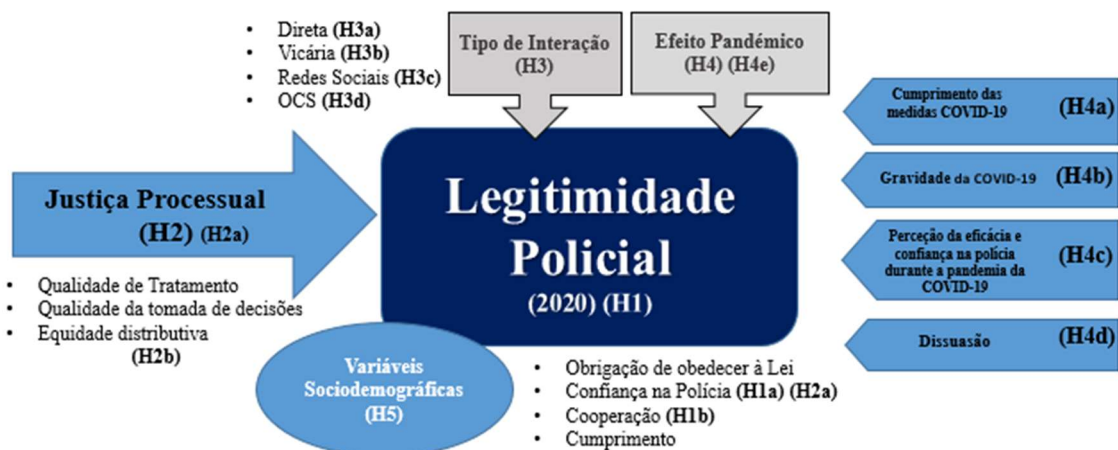 • Direta (H3a)
• Vicária (H3b)
• Redes Sociais (H3c)
• OCS (H3d)
Tipo de Interação
(H3)
Efeito Pandémico
(H4) (H4e)
Justiça Processual
(H2) (H2a)
• Qualidade de Tratamento
• Qualidade da tomada de decisões
• Equidade distributiva
(H2b)
Legitimidade
Policial
(2020) (H1)
Variáveis
Sociodemográficas
(H5)
• Obrigação de obedecer à Lei
• Confiança na Polícia (H1a) (H2a)
• Cooperação (H1b)
• Cumprimento
Cumprimento das
medidas COVID-19
(H4a)
Gravidade da COVID-19 (H4b)
Perceção da eficácia e
confiança na polícia
durante a pandemia da
COVID-19
(H4c)
Dissuasão (H4d)